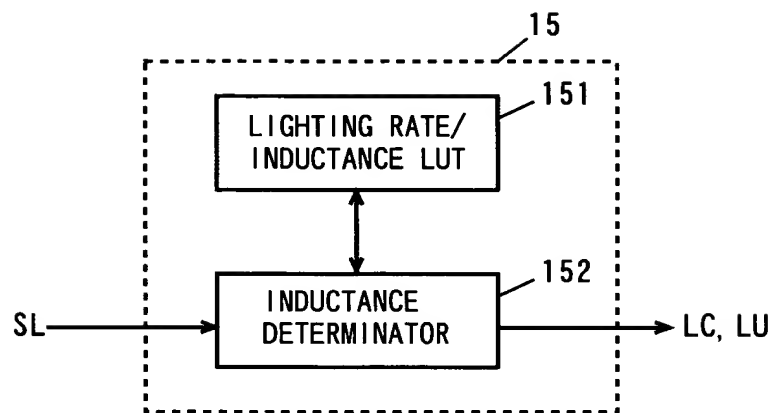 15
151
LIGHTING RATE/
INDUCTANCE LUT
152
INDUCTANCE
DETERMINATOR
SL
LC, LU